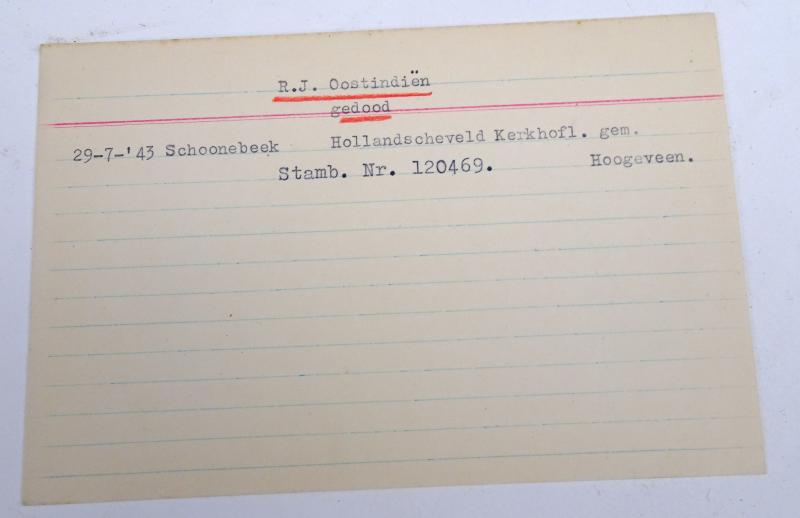 R.J. Oostindiën
gedood
29-7-'43 Schoonebeek Hollandscheveld Kerkhofl. gem.
Stamb. Nr. 120469. Hoogeveen.